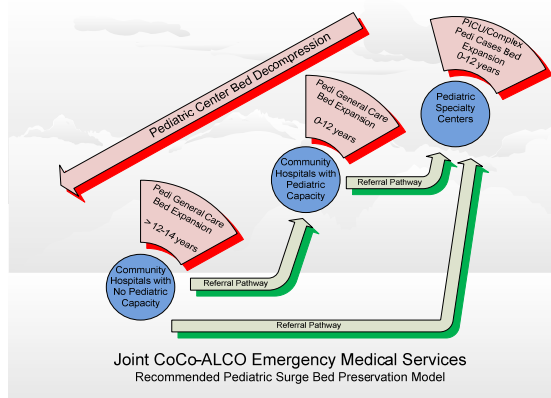 PICU/Complex
Pedi Cases Bed
Expansion
0-12 years
Pediatric Center Bed Decompression
Pediatric
Specialty
Centers
Pedi General Care
Bed Expansion
0-12 years
Community
Hospitals with
Pediatric
Capacity
Referral Pathway
Pedi General Care
Bed Expansion
> 12-14 years
Community
Hospitals with
No Pediatric
Capacity
Referral Pathway
Referral Pathway
Joint CoCo-ALCO Emergency Medical Services
Recommended Pediatric Surge Bed Preservation Model